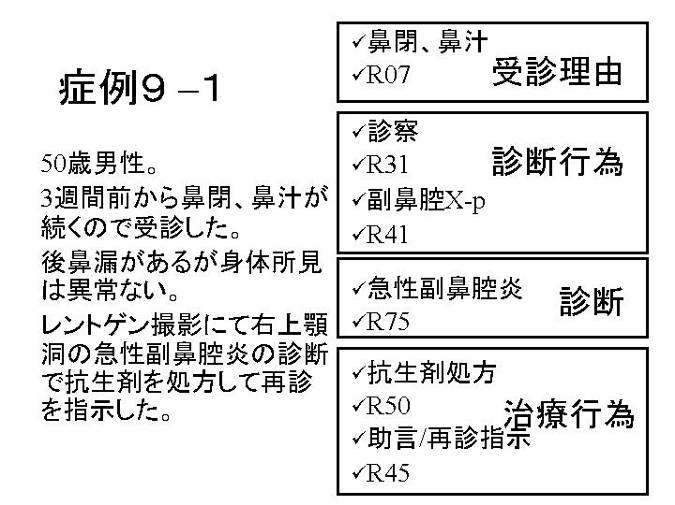 症例９－１
50歳男性。
3週間前から鼻閉、鼻汁が
続くので受診した。
後鼻漏があるが身体所見
は異常ない。
レントゲン撮影にて右上顎
洞の急性副鼻腔炎の診断
で抗生剤を処方して再診
を指示した。
✓鼻閉、鼻汁
✓R07
受診理由
✓診察
✓R31
診断行為
✓副鼻腔X-p
✓R41
✓急性副鼻腔炎
診断
✓R75
✓抗生剤処方
✓R50
治療行為
✓助言/再診指示
✓R45